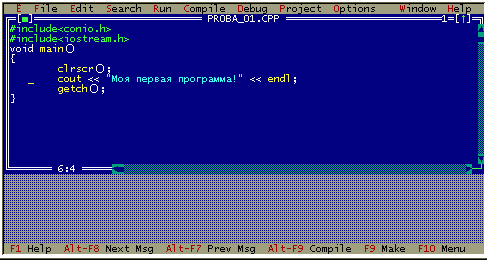 E File Edit Search Run Compile Debug Project Options Window Help
[■] PROBA_01.CPP 1=[↑]
#include<conio.h>
#include<iostream.h>
void main()
{
clrscr();
_ cout << "Моя первая программа!" << endl;
getch();
}
6:4
F1 Help Alt-F8 Next Msg Alt-F7 Prev Msg Alt-F9 Compile F9 Make F10 Menu